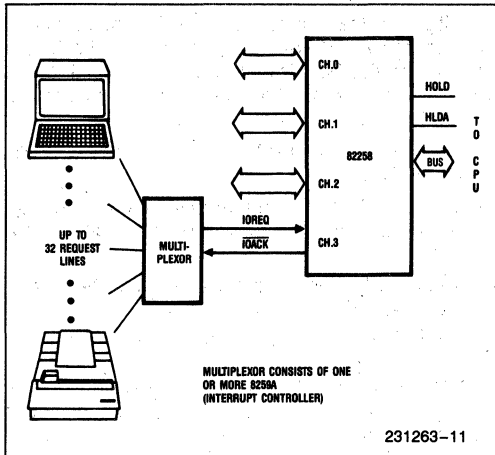 CH.0
HOLD
CH.1
HLDA
TO CPU
82258
BUS
CH.2
UP TO
32 REQUEST
LINES
MULTI-
PLEXOR
IOREQ
IOACK
CH.3
MULTIPLEXOR CONSISTS OF ONE
OR MORE 8259A
(INTERRUPT CONTROLLER)
231263–11